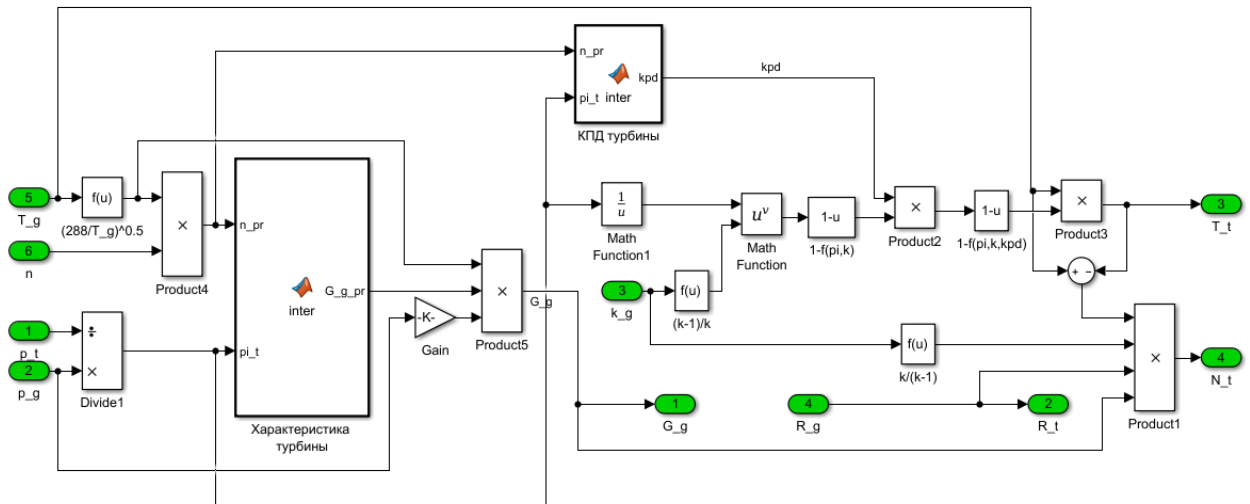 n_pr
pi_t
inter
kpd
КПД турбины
kpd
5
T_g
f(u)
(288/T_g)^0.5
6
n
×
Product4
n_pr
pi_t
inter
G_g_pr
Характеристика
турбины
1
p_t
2
p_g
÷
×
Divide1
-K-
Gain
×
Product5
G_g
1
u
Math
Function1
u^v
Math
Function
1-u
1-f(pi,k)
×
Product2
1-u
1-f(pi,k,kpd)
×
Product3
3
T_t
+ −
3
k_g
f(u)
(k-1)/k
f(u)
k/(k-1)
×
Product1
4
N_t
1
G_g
4
R_g
2
R_t